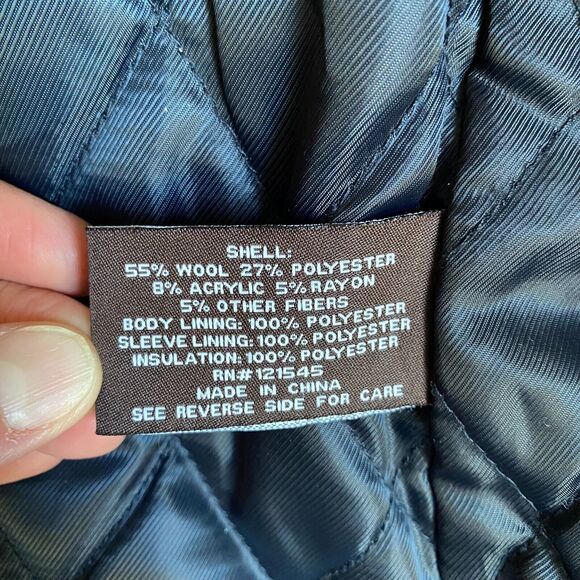 SHELL:
55% WOOL 27% POLYESTER
8% ACRYLIC 5% RAYON
5% OTHER FIBERS
BODY LINING: 100% POLYESTER
SLEEVE LINING: 100% POLYESTER
INSULATION: 100% POLYESTER
RN#121545
MADE IN CHINA
SEE REVERSE SIDE FOR CARE